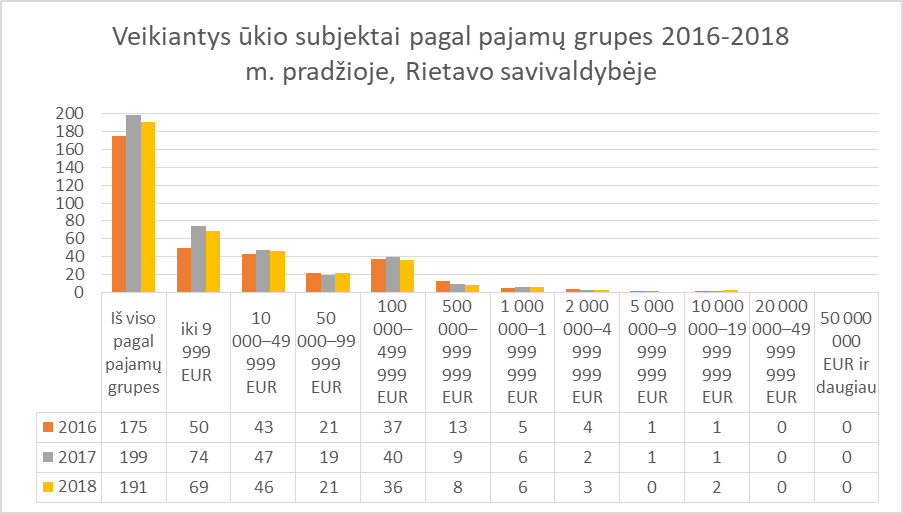 Veikiantys ūkio subjektai pagal pajamų grupes 2016-2018
m. pradžioje, Rietavo savivaldybėje
200
180
160
140
120
100
80
60
40
20
0
Iš viso
pagal
pajamų
grupes
iki 9
999
EUR
10
000–49
999
EUR
50
000–99
999
EUR
100
000–
499
999
EUR
500
000–
999
999
EUR
1 000
000–1
999
999
EUR
2 000
000–4
999
999
EUR
5 000
000–9
999
999
EUR
10 000
000–19
999
999
EUR
20 000
000–49
999
999
EUR
50 000
000
EUR ir
daugiau
2016 175 50 43 21 37 13 5 4 1 1 0 0
2017 199 74 47 19 40 9 6 2 1 1 0 0
2018 191 69 46 21 36 8 6 3 0 2 0 0